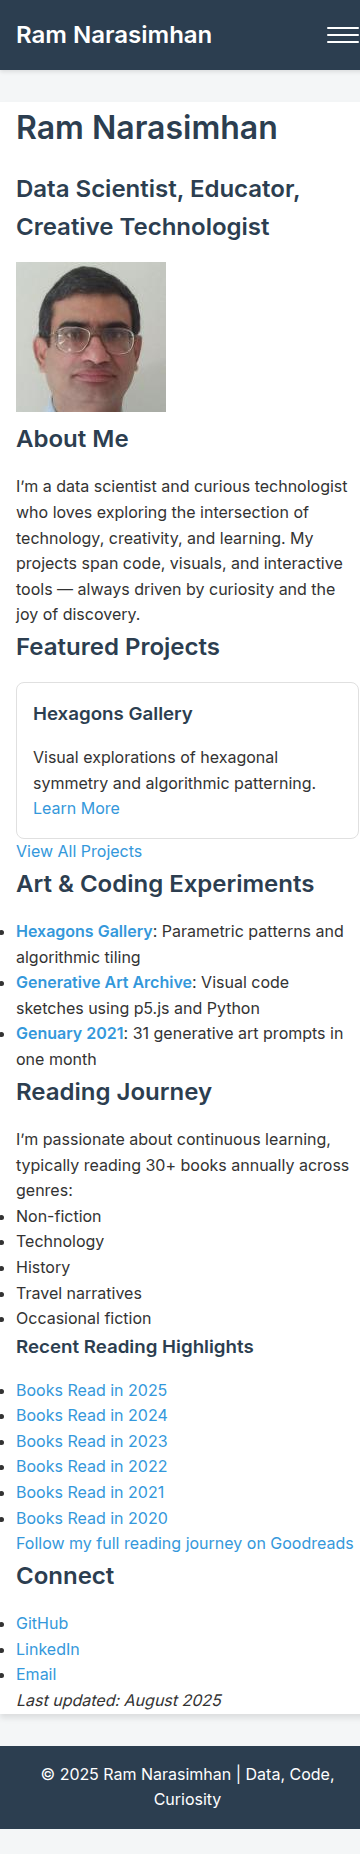 Ram Narasimhan
Ram Narasimhan
Data Scientist, Educator,
Creative Technologist
About Me
I'm a data scientist and curious technologist
who loves exploring the intersection of
technology, creativity, and learning. My
projects span code, visuals, and interactive
tools — always driven by curiosity and the
joy of discovery.
Featured Projects
Hexagons Gallery
Visual explorations of hexagonal
symmetry and algorithmic patterning.
Learn More
View All Projects
Art & Coding Experiments
Hexagons Gallery: Parametric patterns and
algorithmic tiling
Generative Art Archive: Visual code
sketches using p5.js and Python
Genuary 2021: 31 generative art prompts in
one month
Reading Journey
I'm passionate about continuous learning,
typically reading 30+ books annually across
genres:
Non-fiction
Technology
History
Travel narratives
Occasional fiction
Recent Reading Highlights
Books Read in 2025
Books Read in 2024
Books Read in 2023
Books Read in 2022
Books Read in 2021
Books Read in 2020
Follow my full reading journey on Goodreads
Connect
GitHub
LinkedIn
Email
Last updated: August 2025
© 2025 Ram Narasimhan | Data, Code,
Curiosity